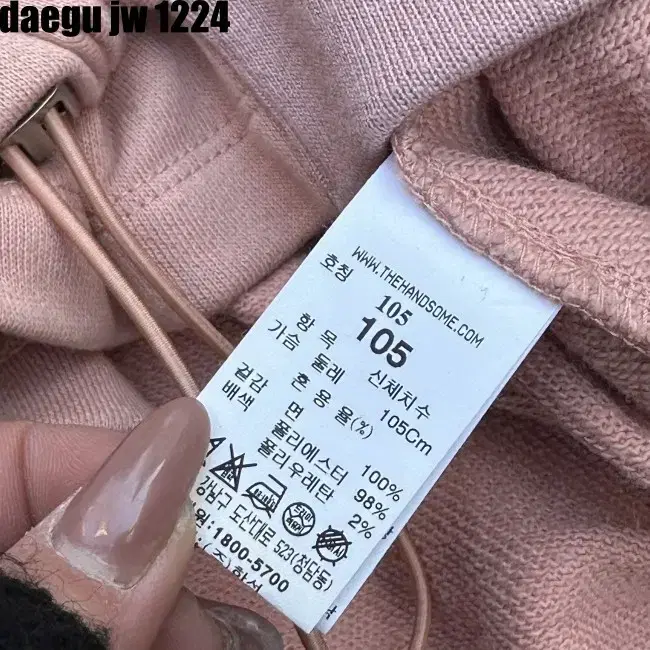 daegu jw 1224
WWW.THEHANDSOME.COM
호칭 105
105
항 목 신체치수
가슴 둘레 105Cm
혼 용 율(%)
겉감 면 100%
배색 폴리에스터 98%
폴리우레탄 2%
강남구 도산대로 523(청담동)
원:1800-5700
(주)한섬